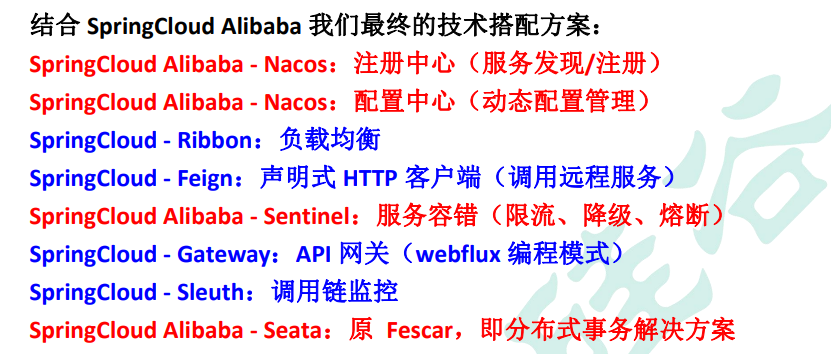 结合 SpringCloud Alibaba 我们最终的技术搭配方案：
SpringCloud Alibaba - Nacos：注册中心（服务发现/注册）
SpringCloud Alibaba - Nacos：配置中心（动态配置管理）
SpringCloud - Ribbon：负载均衡
SpringCloud - Feign：声明式 HTTP 客户端（调用远程服务）
SpringCloud Alibaba - Sentinel：服务容错（限流、降级、熔断）
SpringCloud - Gateway：API 网关（webflux 编程模式）
SpringCloud - Sleuth：调用链监控
SpringCloud Alibaba - Seata：原 Fescar，即分布式事务解决方案
硅谷